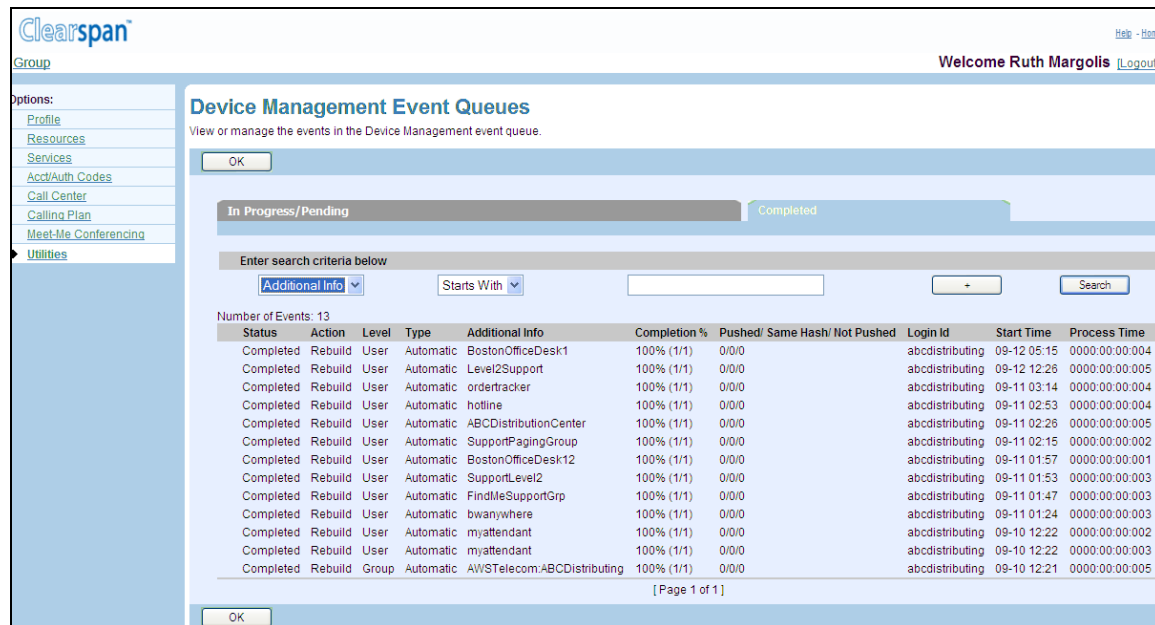 Clearspan™
Help - Hom
Group
Welcome Ruth Margolis [Logout
Options:
Profile
Resources
Services
Acct/Auth Codes
Call Center
Calling Plan
Meet-Me Conferencing
Utilities
Device Management Event Queues
View or manage the events in the Device Management event queue.
OK
In Progress/Pending Completed
Enter search criteria below
Additional Info Starts With + Search
Number of Events: 13
Status Action Level Type Additional Info Completion % Pushed/ Same Hash/ Not Pushed Login Id Start Time Process Time
Completed Rebuild User Automatic BostonOfficeDesk1 100% (1/1) 0/0/0 abcdistributing 09-12 05:15 0000:00:00:004
Completed Rebuild User Automatic Level2Support 100% (1/1) 0/0/0 abcdistributing 09-12 12:26 0000:00:00:005
Completed Rebuild User Automatic ordertracker 100% (1/1) 0/0/0 abcdistributing 09-11 03:14 0000:00:00:004
Completed Rebuild User Automatic hotline 100% (1/1) 0/0/0 abcdistributing 09-11 02:53 0000:00:00:004
Completed Rebuild User Automatic ABCDistributionCenter 100% (1/1) 0/0/0 abcdistributing 09-11 02:26 0000:00:00:005
Completed Rebuild User Automatic SupportPagingGroup 100% (1/1) 0/0/0 abcdistributing 09-11 02:15 0000:00:00:002
Completed Rebuild User Automatic BostonOfficeDesk12 100% (1/1) 0/0/0 abcdistributing 09-11 01:57 0000:00:00:001
Completed Rebuild User Automatic SupportLevel2 100% (1/1) 0/0/0 abcdistributing 09-11 01:53 0000:00:00:003
Completed Rebuild User Automatic FindMeSupportGrp 100% (1/1) 0/0/0 abcdistributing 09-11 01:47 0000:00:00:003
Completed Rebuild User Automatic bwanywhere 100% (1/1) 0/0/0 abcdistributing 09-11 01:24 0000:00:00:003
Completed Rebuild User Automatic myattendant 100% (1/1) 0/0/0 abcdistributing 09-10 12:22 0000:00:00:002
Completed Rebuild User Automatic myattendant 100% (1/1) 0/0/0 abcdistributing 09-10 12:22 0000:00:00:003
Completed Rebuild Group Automatic AWSTelecom:ABCDistributing 100% (1/1) 0/0/0 abcdistributing 09-10 12:21 0000:00:00:005
[ Page 1 of 1 ]
OK